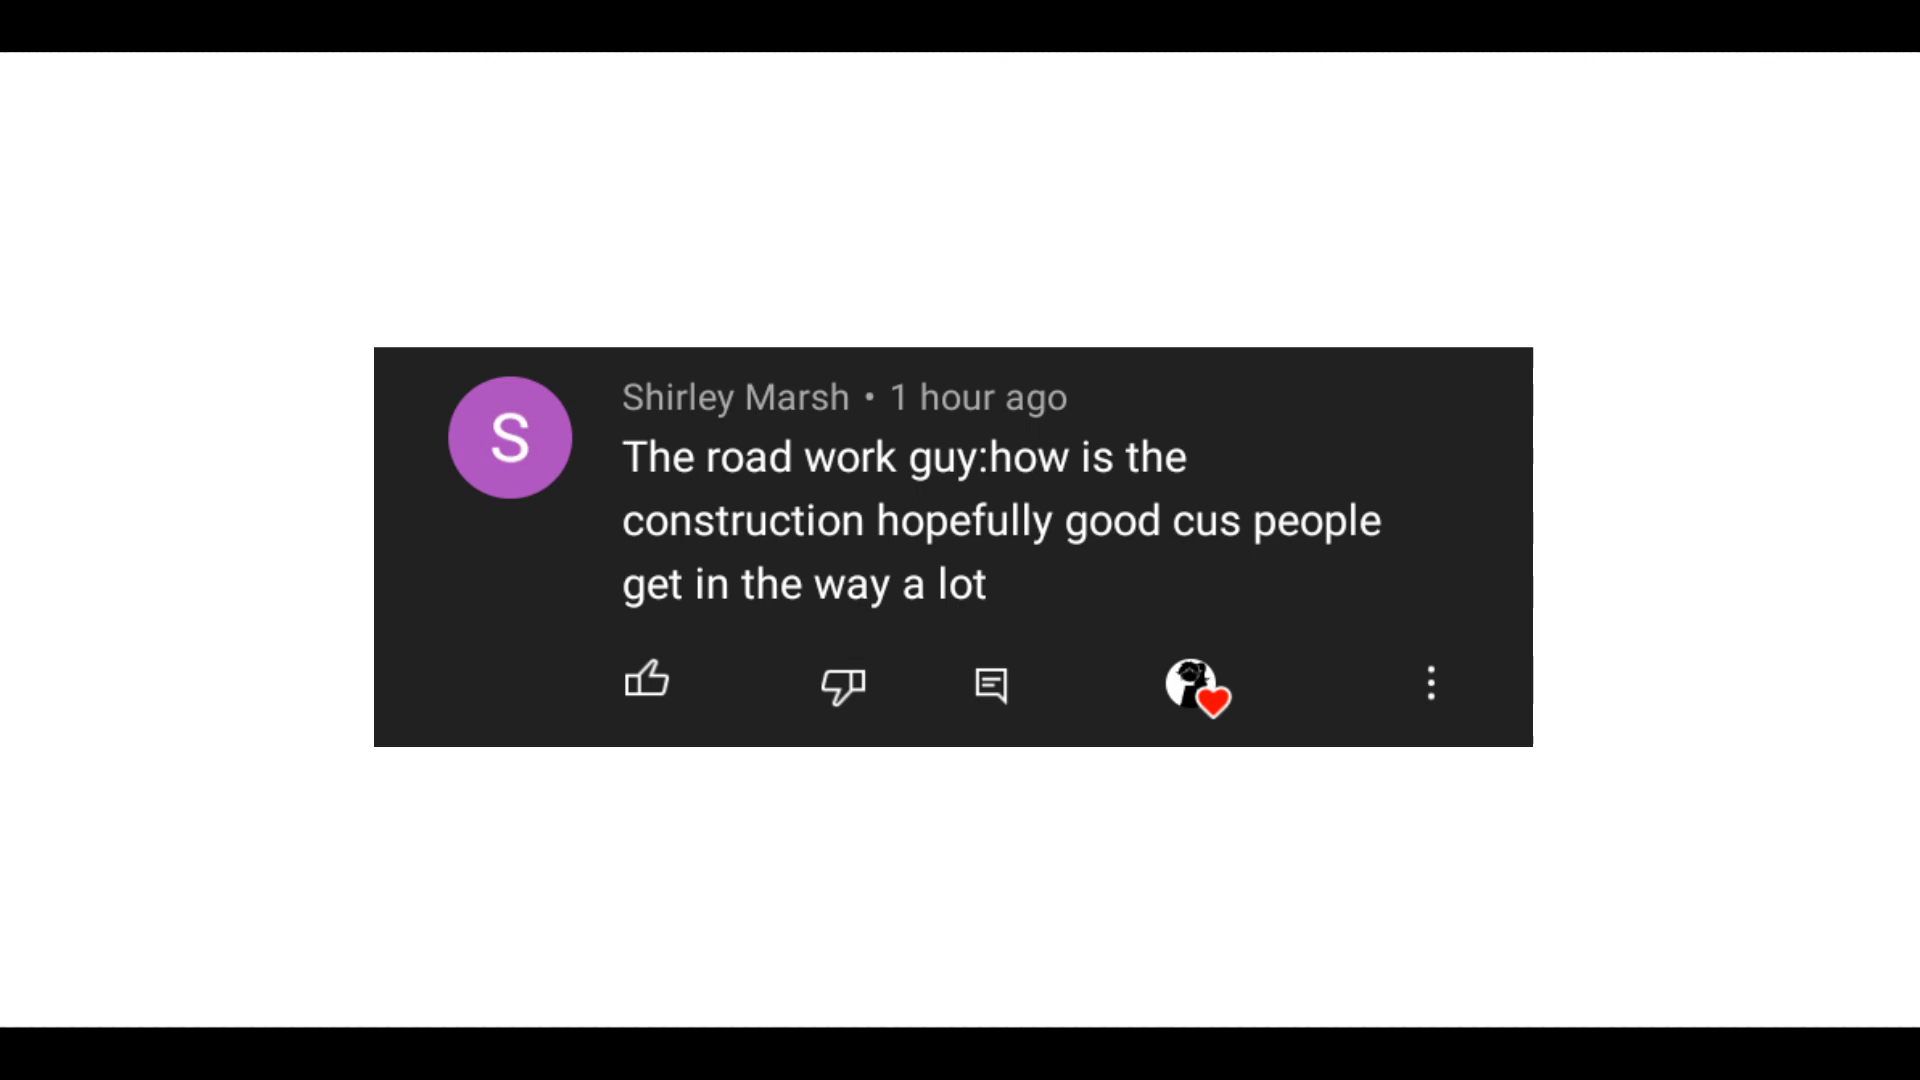 S
Shirley Marsh • 1 hour ago
The road work guy:how is the
construction hopefully good cus people
get in the way a lot